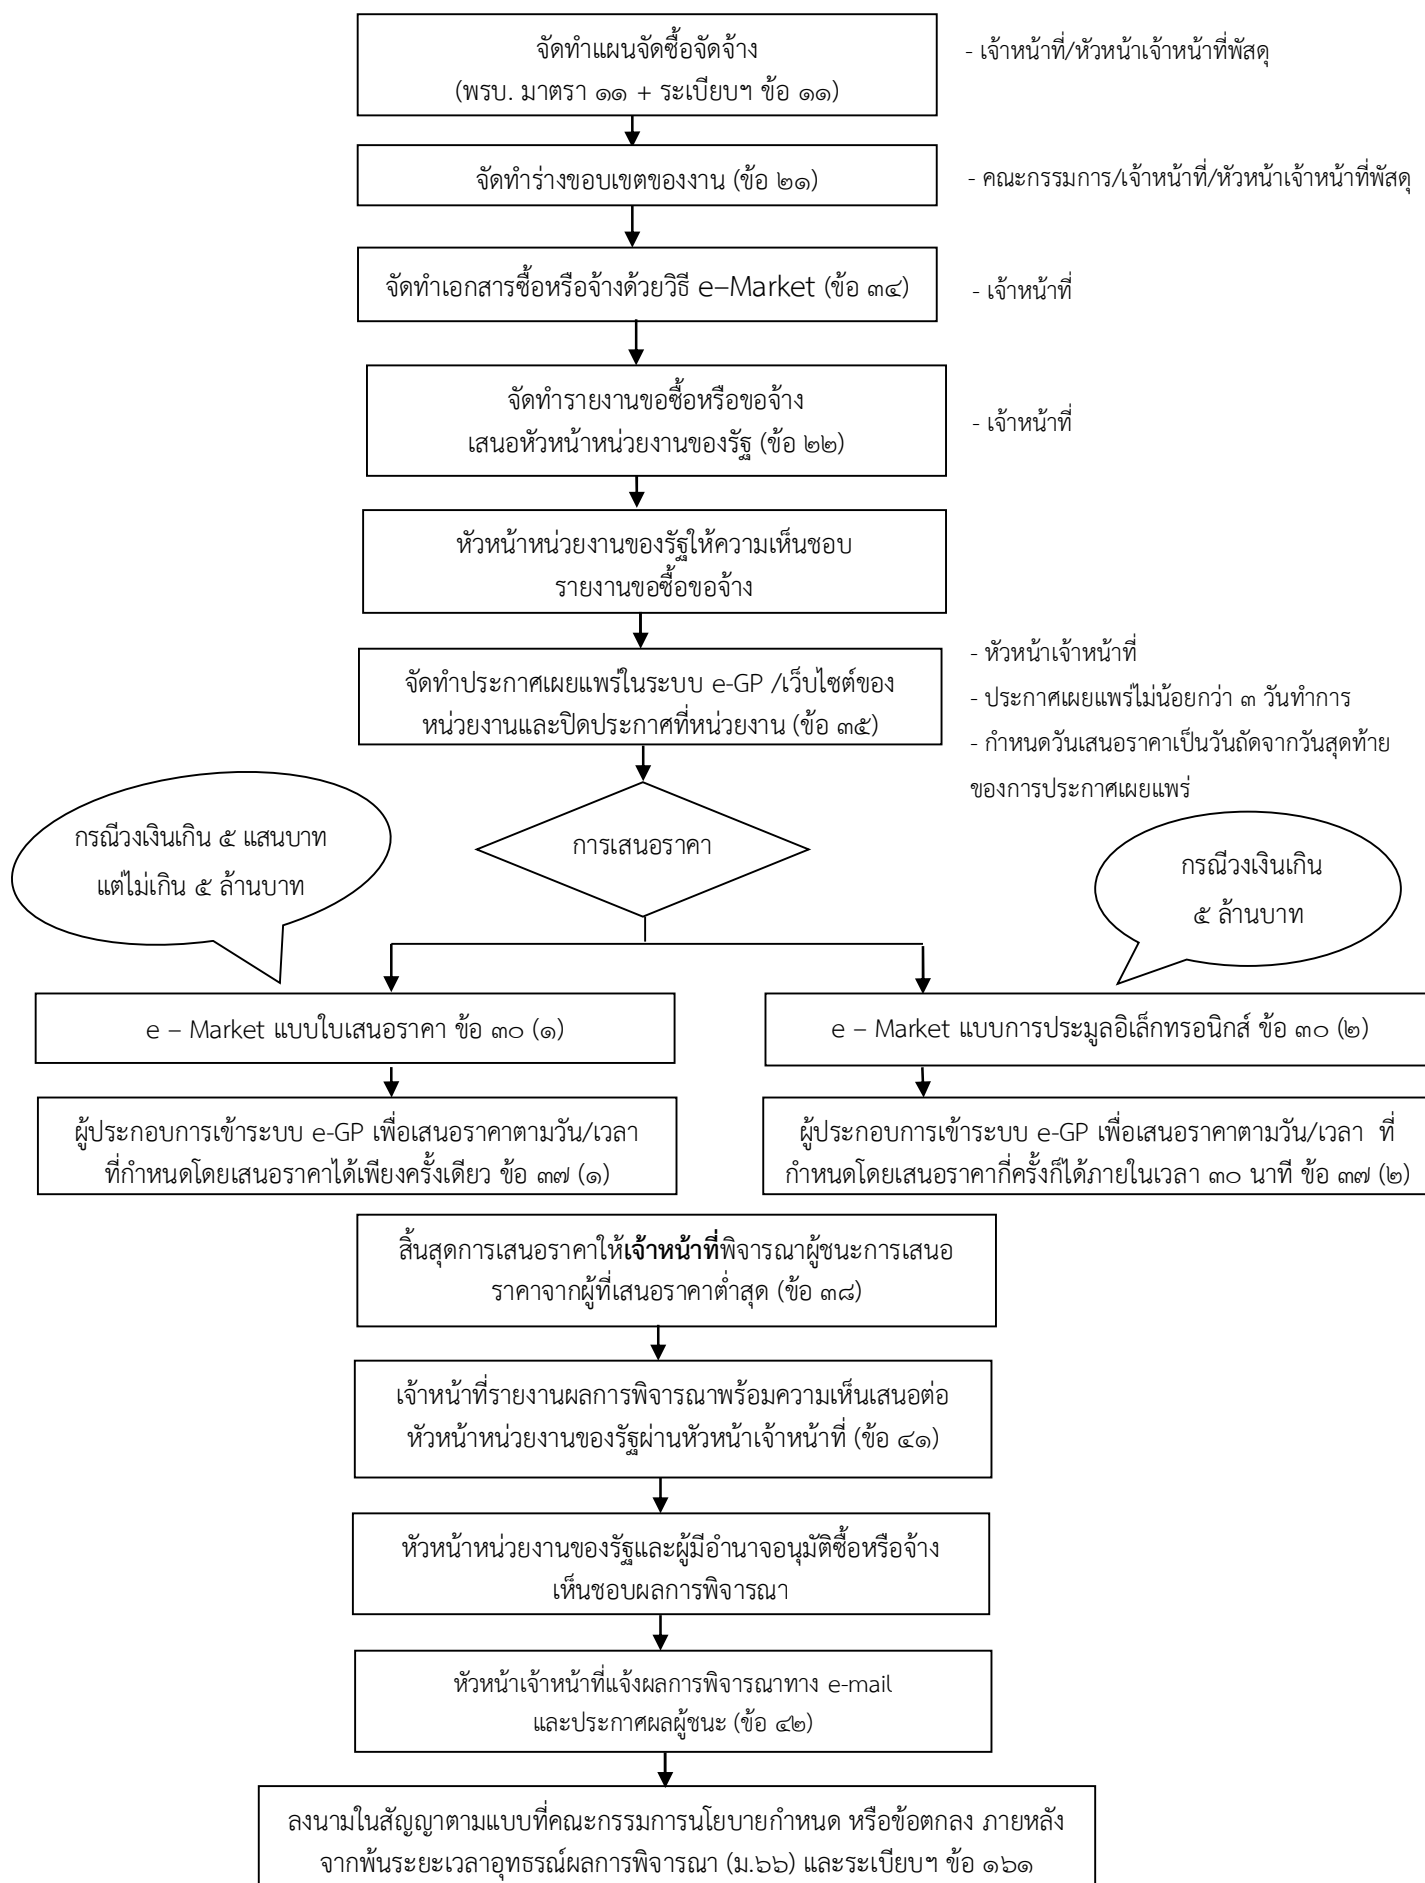 จัดทำแผนจัดซื้อจัดจ้าง
(พรบ. มาตรา ๑๑ + ระเบียบฯ ข้อ ๑๑)
- เจ้าหน้าที่/หัวหน้าเจ้าหน้าที่พัสดุ
จัดทำร่างขอบเขตของงาน (ข้อ ๒๑)
- คณะกรรมการ/เจ้าหน้าที่/หัวหน้าเจ้าหน้าที่พัสดุ
จัดทำเอกสารซื้อหรือจ้างด้วยวิธี e–Market (ข้อ ๓๔)
- เจ้าหน้าที่
จัดทำรายงานขอซื้อหรือขอจ้าง
เสนอหัวหน้าหน่วยงานของรัฐ (ข้อ ๒๒)
- เจ้าหน้าที่
หัวหน้าหน่วยงานของรัฐให้ความเห็นชอบ
รายงานขอซื้อขอจ้าง
จัดทำประกาศเผยแพร่ในระบบ e-GP /เว็บไซต์ของ
หน่วยงานและปิดประกาศที่หน่วยงาน (ข้อ ๓๕)
- หัวหน้าเจ้าหน้าที่
- ประกาศเผยแพร่ไม่น้อยกว่า ๓ วันทำการ
- กำหนดวันเสนอราคาเป็นวันถัดจากวันสุดท้าย
ของการประกาศเผยแพร่
การเสนอราคา
กรณีวงเงินเกิน ๕ แสนบาท
แต่ไม่เกิน ๕ ล้านบาท
กรณีวงเงินเกิน
๕ ล้านบาท
e – Market แบบใบเสนอราคา ข้อ ๓๐ (๑)
e – Market แบบการประมูลอิเล็กทรอนิกส์ ข้อ ๓๐ (๒)
ผู้ประกอบการเข้าระบบ e-GP เพื่อเสนอราคาตามวัน/เวลา
ที่กำหนดโดยเสนอราคาได้เพียงครั้งเดียว ข้อ ๓๗ (๑)
ผู้ประกอบการเข้าระบบ e-GP เพื่อเสนอราคาตามวัน/เวลา ที่
กำหนดโดยเสนอราคากี่ครั้งก็ได้ภายในเวลา ๓๐ นาที ข้อ ๓๗ (๒)
สิ้นสุดการเสนอราคาให้เจ้าหน้าที่พิจารณาผู้ชนะการเสนอ
ราคาจากผู้ที่เสนอราคาต่ำสุด (ข้อ ๓๘)
เจ้าหน้าที่รายงานผลการพิจารณาพร้อมความเห็นเสนอต่อ
หัวหน้าหน่วยงานของรัฐผ่านหัวหน้าเจ้าหน้าที่ (ข้อ ๔๑)
หัวหน้าหน่วยงานของรัฐและผู้มีอำนาจอนุมัติซื้อหรือจ้าง
เห็นชอบผลการพิจารณา
หัวหน้าเจ้าหน้าที่แจ้งผลการพิจารณาทาง e-mail
และประกาศผลผู้ชนะ (ข้อ ๔๒)
ลงนามในสัญญาตามแบบที่คณะกรรมการนโยบายกำหนด หรือข้อตกลง ภายหลัง
จากพ้นระยะเวลาอุทธรณ์ผลการพิจารณา (ม.๖๖) และระเบียบฯ ข้อ ๑๖๑